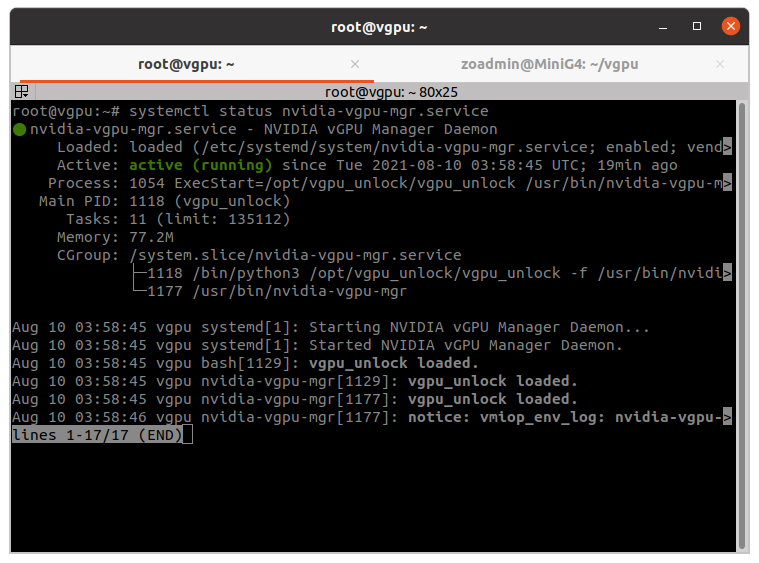 root@vgpu: ~
root@vgpu: ~ × zoadmin@MiniG4: ~/vgpu ×
root@vgpu: ~ 80x25
root@vgpu:~# systemctl status nvidia-vgpu-mgr.service
● nvidia-vgpu-mgr.service - NVIDIA vGPU Manager Daemon
Loaded: loaded (/etc/systemd/system/nvidia-vgpu-mgr.service; enabled; vend>
Active: active (running) since Tue 2021-08-10 03:58:45 UTC; 19min ago
Process: 1054 ExecStart=/opt/vgpu_unlock/vgpu_unlock /usr/bin/nvidia-vgpu-m>
Main PID: 1118 (vgpu_unlock)
Tasks: 11 (limit: 135112)
Memory: 77.2M
CGroup: /system.slice/nvidia-vgpu-mgr.service
├─1118 /bin/python3 /opt/vgpu_unlock/vgpu_unlock -f /usr/bin/nvidi>
└─1177 /usr/bin/nvidia-vgpu-mgr
Aug 10 03:58:45 vgpu systemd[1]: Starting NVIDIA vGPU Manager Daemon...
Aug 10 03:58:45 vgpu systemd[1]: Started NVIDIA vGPU Manager Daemon.
Aug 10 03:58:45 vgpu bash[1129]: vgpu_unlock loaded.
Aug 10 03:58:45 vgpu nvidia-vgpu-mgr[1129]: vgpu_unlock loaded.
Aug 10 03:58:45 vgpu nvidia-vgpu-mgr[1177]: vgpu_unlock loaded.
Aug 10 03:58:46 vgpu nvidia-vgpu-mgr[1177]: notice: vmiop_env_log: nvidia-vgpu->
lines 1-17/17 (END)